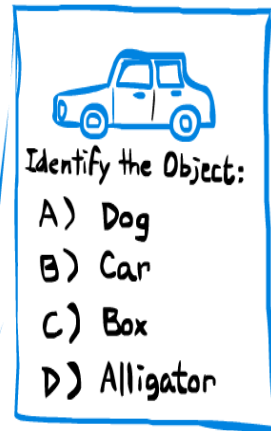 Identify the Object:
A) Dog
B) Car
C) Box
D) Alligator